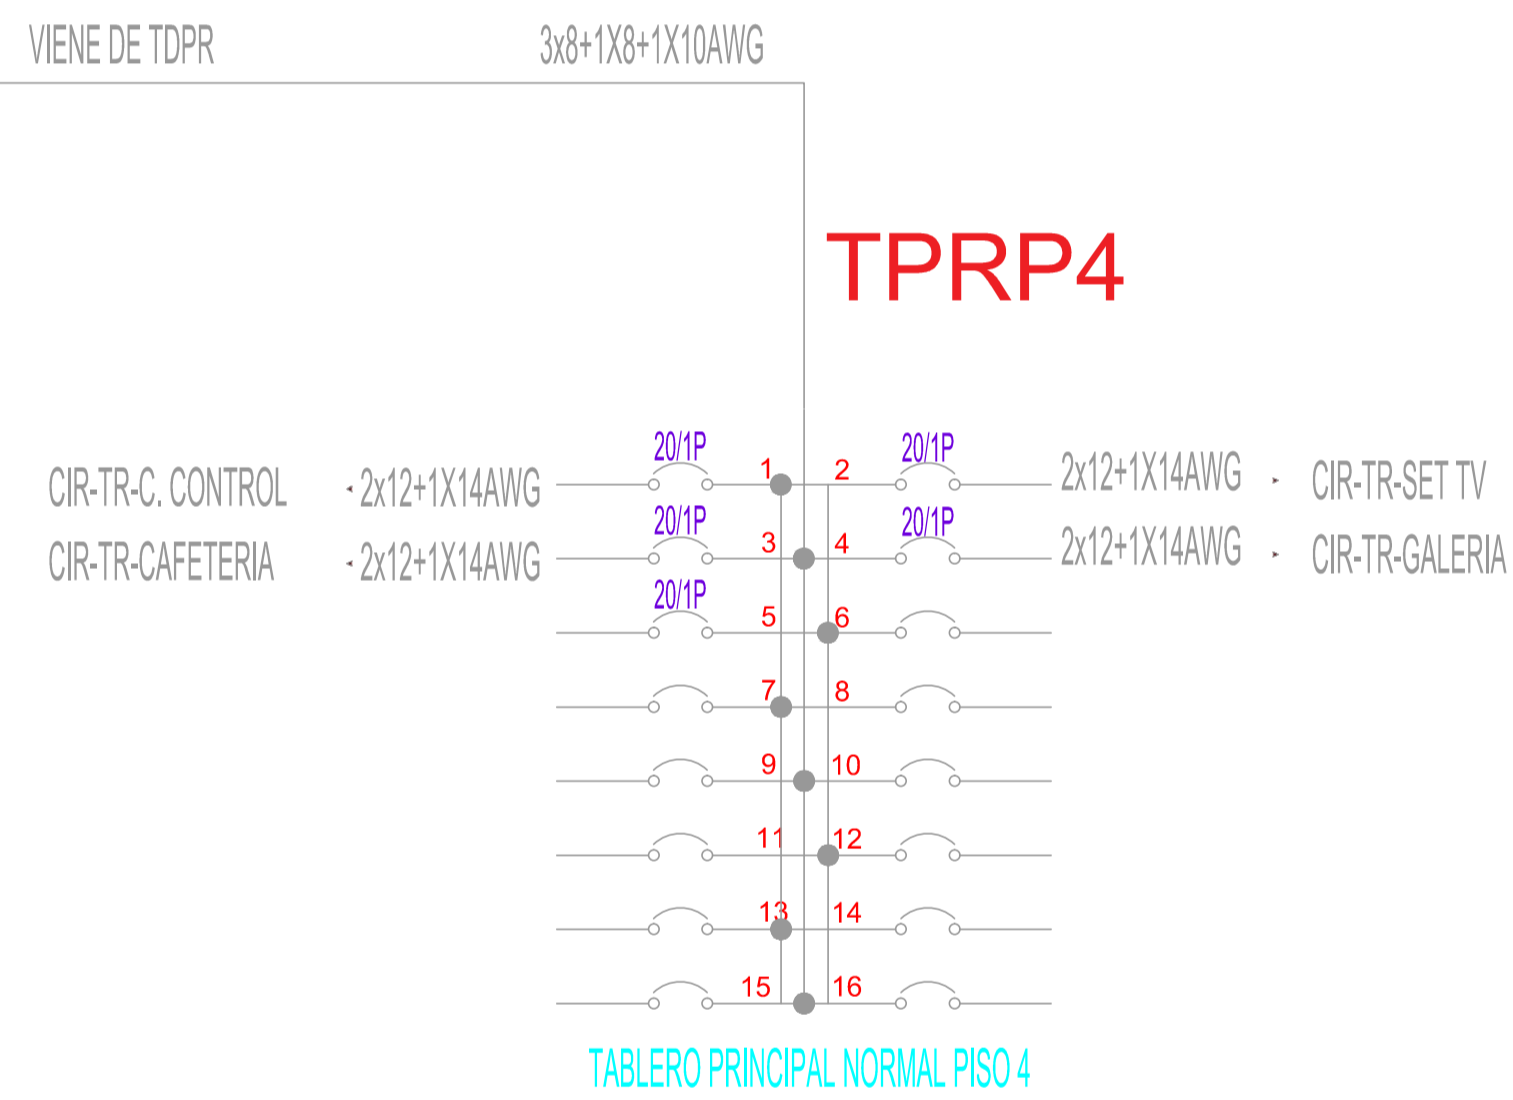 VIENE DE TDPR 3x8+1X8+1X10AWG
TPRP4
CIR-TR-C. CONTROL 2x12+1X14AWG 20/1P 1 2 20/1P 2x12+1X14AWG CIR-TR-SET TV
CIR-TR-CAFETERIA 2x12+1X14AWG 20/1P 3 4 20/1P 2x12+1X14AWG CIR-TR-GALERIA
20/1P 5 6
7 8
9 10
11 12
13 14
15 16
TABLERO PRINCIPAL NORMAL PISO 4